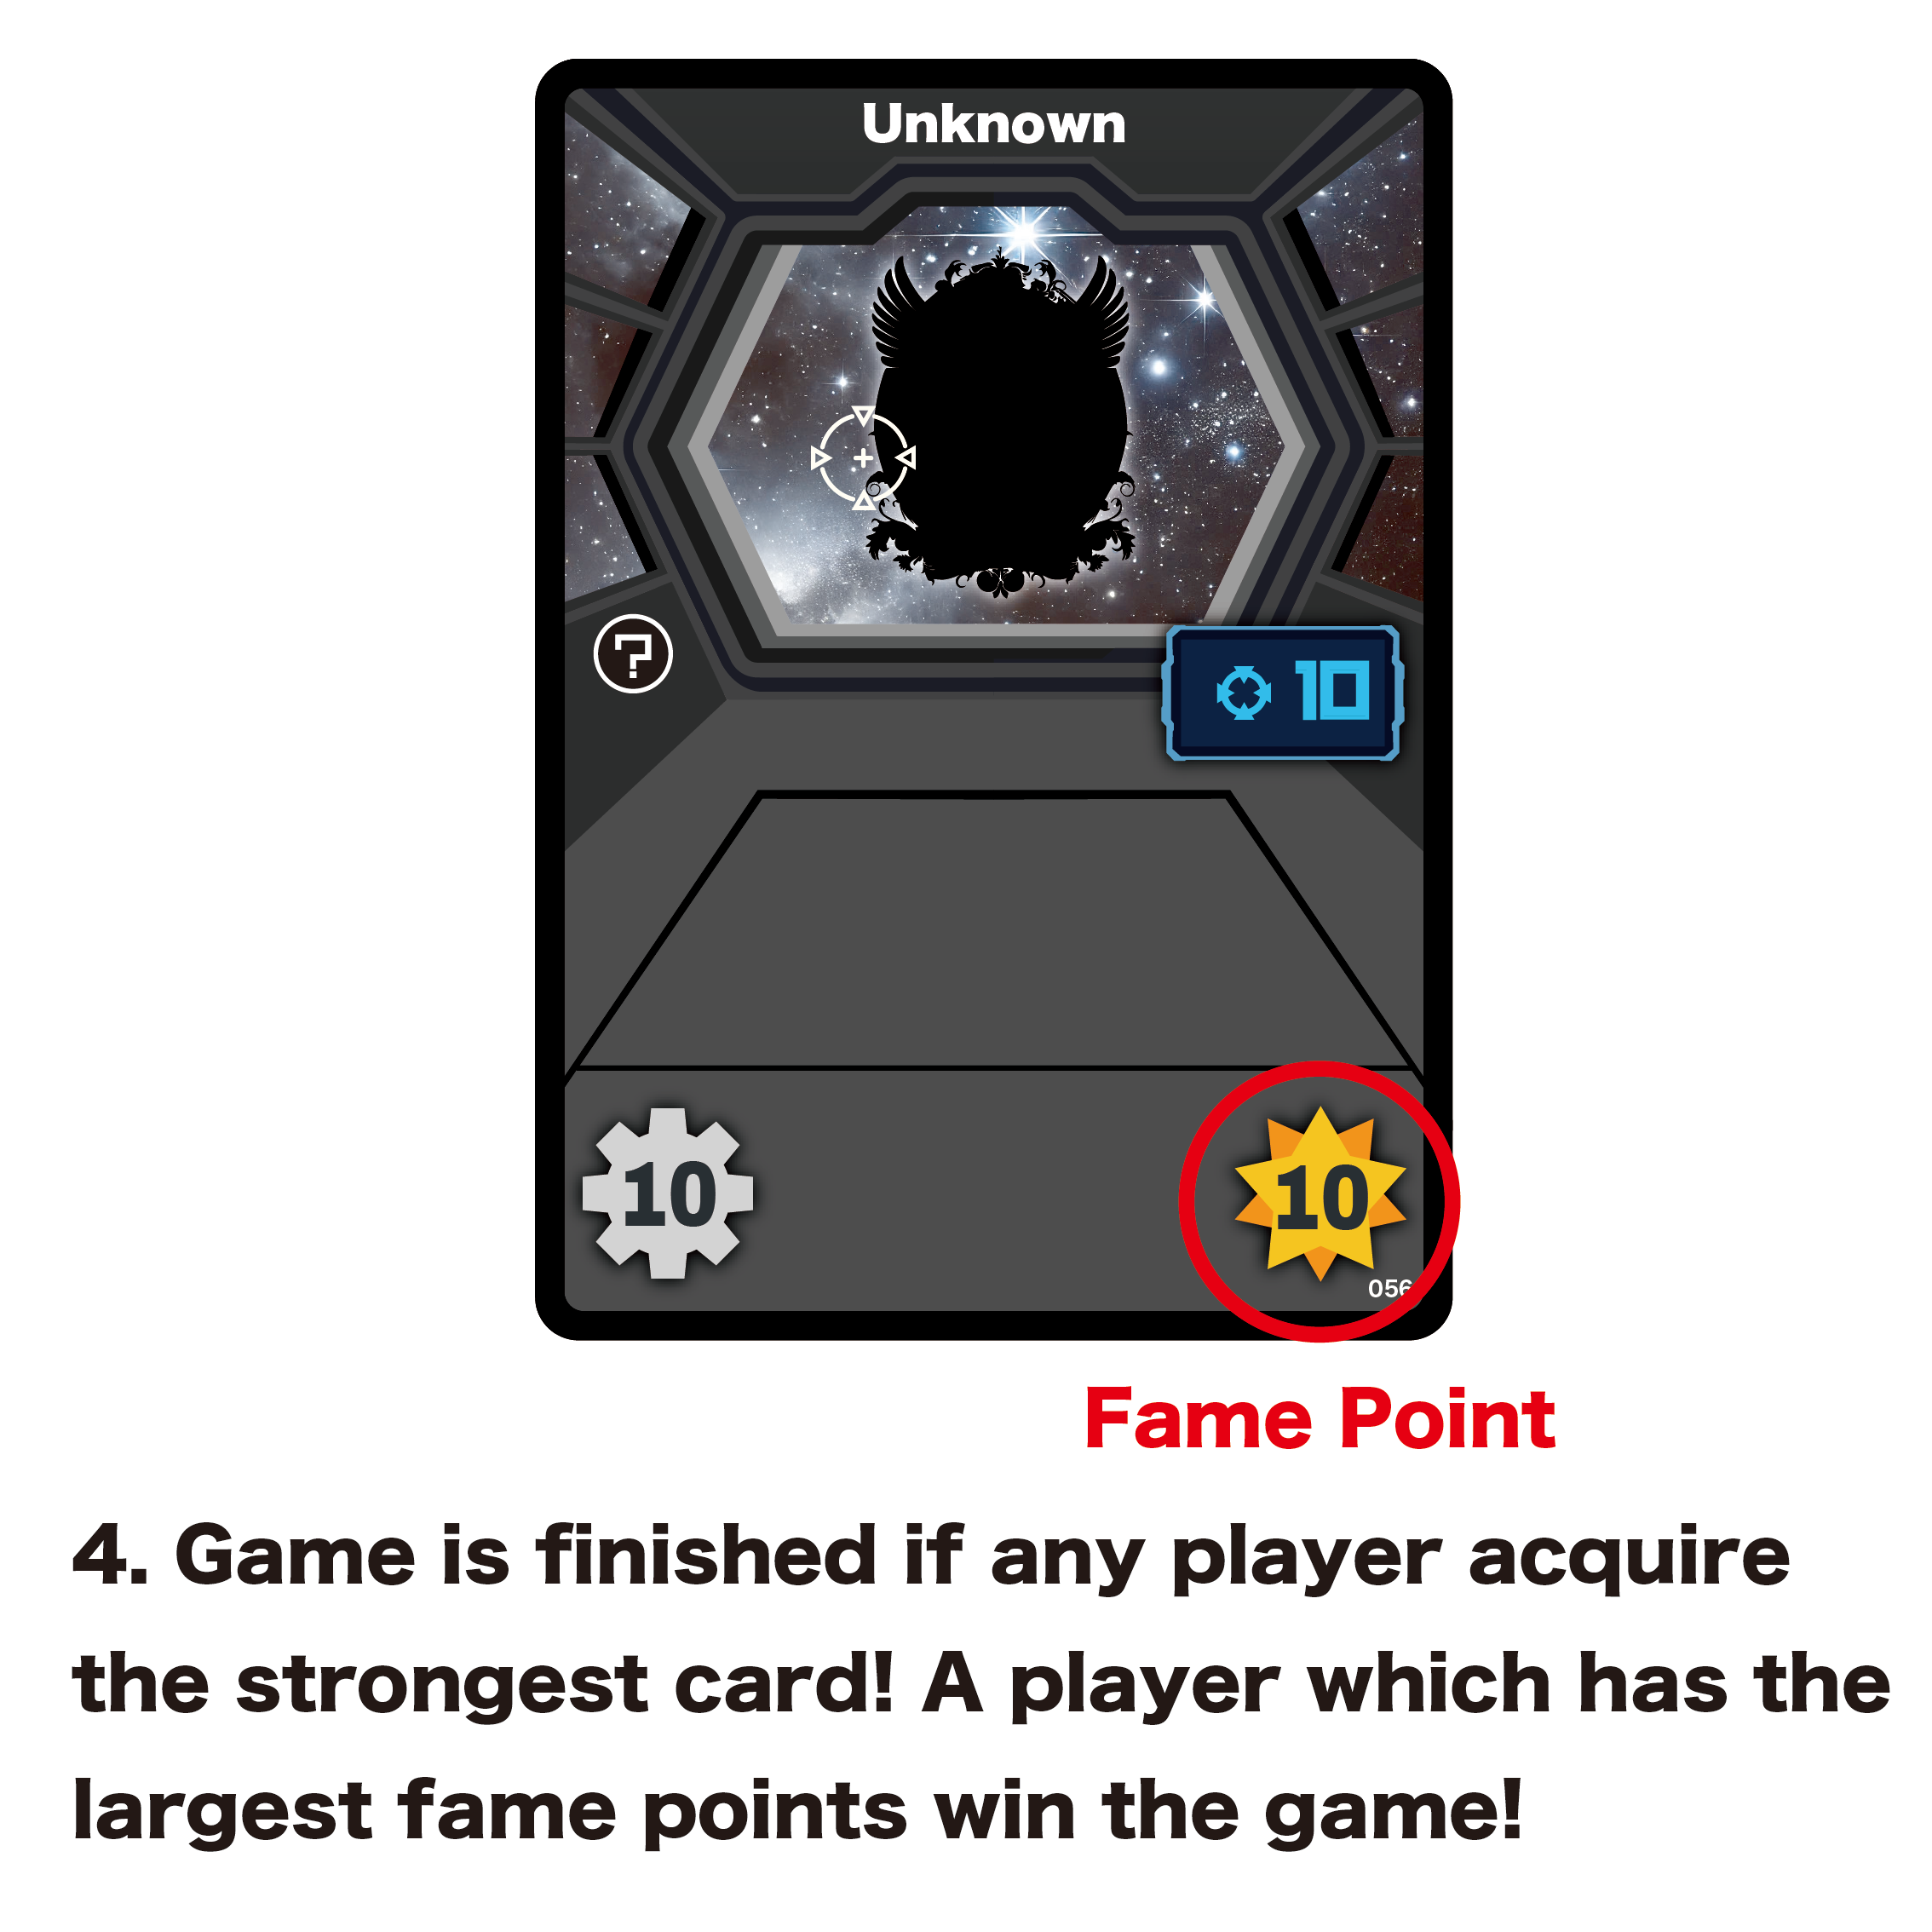 Unknown
?
10
10
10
056
Fame Point
4. Game is finished if any player acquire
the strongest card! A player which has the
largest fame points win the game!